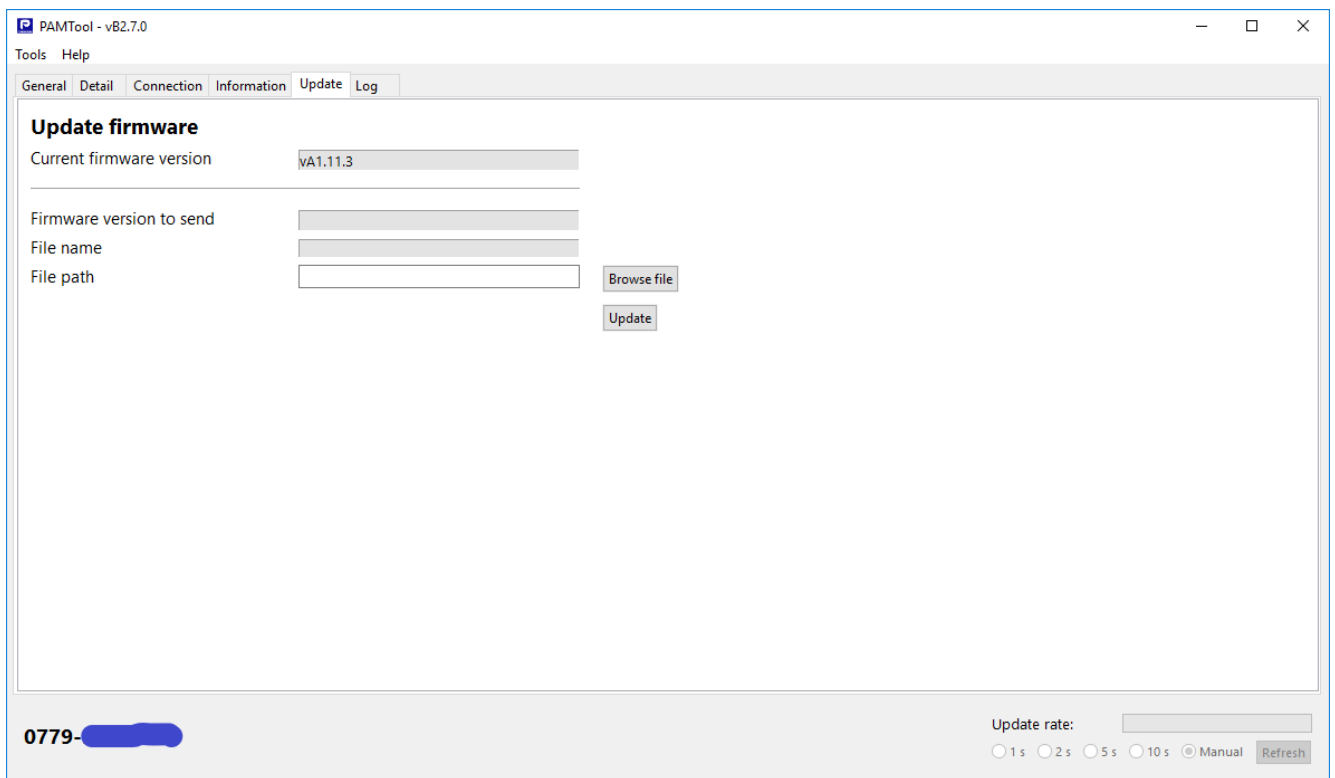 PAMTool - vB2.7.0
Tools Help
General Detail Connection Information Update Log
Update firmware
Current firmware version vA1.11.3
Firmware version to send
File name
File path Browse file
Update
0779-
Update rate:
1 s 2 s 5 s 10 s Manual Refresh